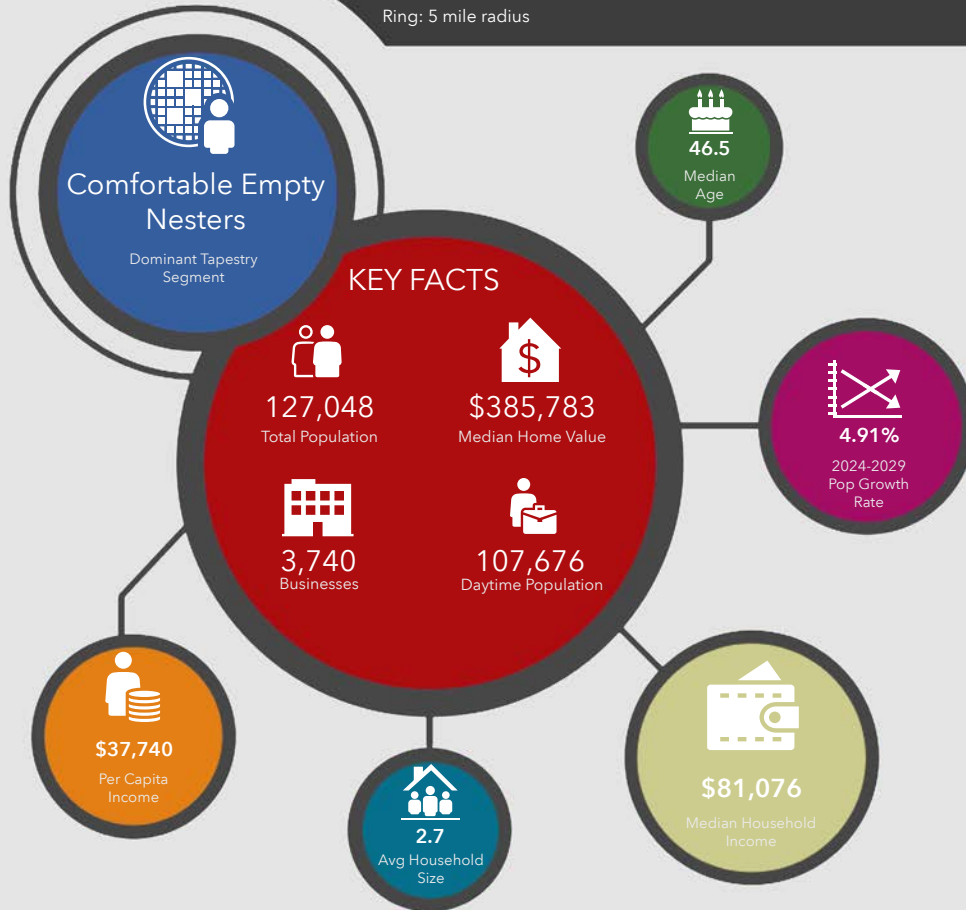 Ring: 5 mile radius
Comfortable Empty
Nesters
Dominant Tapestry
Segment
46.5
Median
Age
KEY FACTS
127,048
Total Population
$385,783
Median Home Value
$
3,740
Businesses
107,676
Daytime Population
4.91%
2024-2029
Pop Growth
Rate
$37,740
Per Capita
Income
2.7
Avg Household
Size
$81,076
Median Household
Income